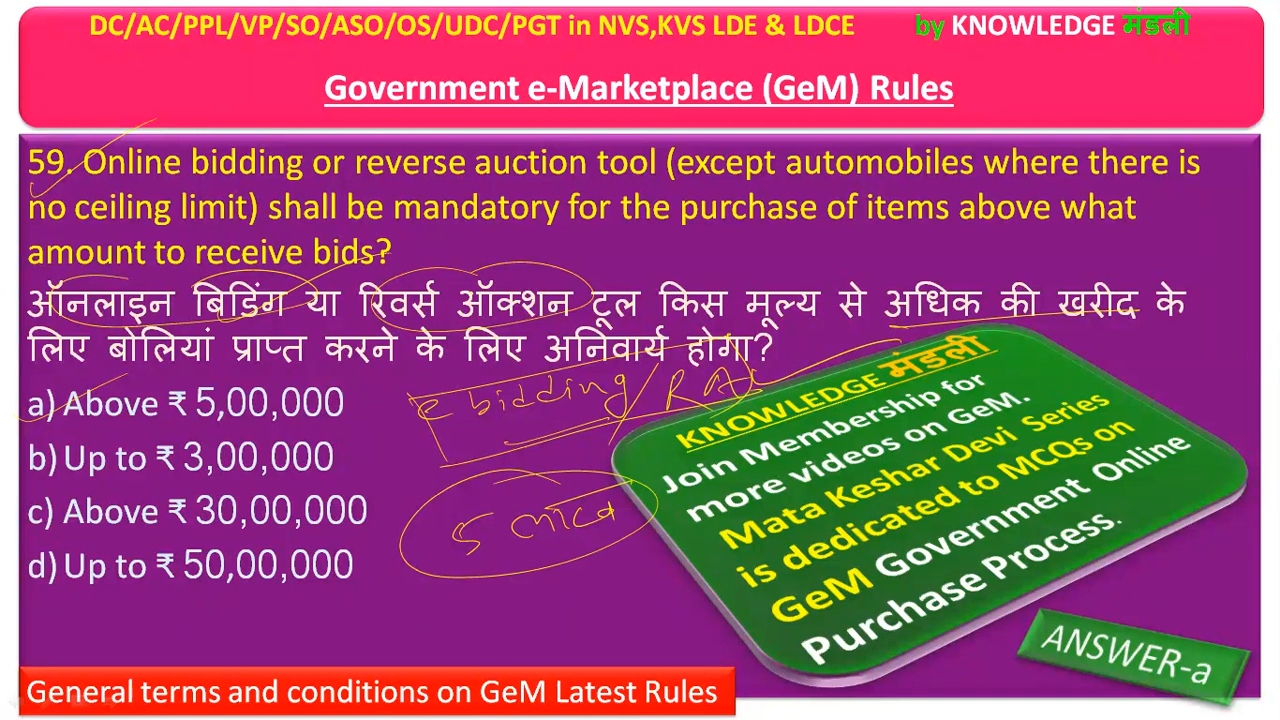 DC/AC/PPL/VP/SO/ASO/OS/UDC/PGT in NVS,KVS LDE & LDCE by KNOWLEDGE मंडली
Government e-Marketplace (GeM) Rules
59. Online bidding or reverse auction tool (except automobiles where there is
no ceiling limit) shall be mandatory for the purchase of items above what
amount to receive bids?
ऑनलाइन बिडिंग या रिवर्स ऑक्शन टूल किस मूल्य से अधिक की खरीद के
लिए बोलियां प्राप्त करने के लिए अनिवार्य होगा?
a) Above ₹ 5,00,000
b) Up to ₹ 3,00,000
c) Above ₹ 30,00,000
d) Up to ₹ 50,00,000
e bidding/RA
5 लाख
KNOWLEDGE मंडली
Join Membership for
more videos on GeM.
Mata Keshar Devi Series
is dedicated to MCQs on
GeM Government Online
Purchase Process.
ANSWER-a
General terms and conditions on GeM Latest Rules